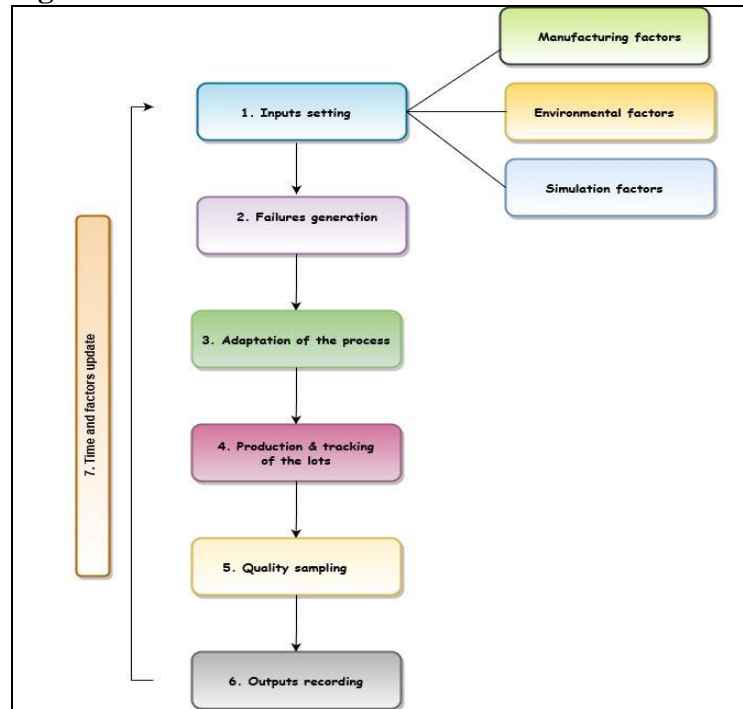 Manufacturing factors
1. Inputs setting
Environmental factors
Simulation factors
2. Failures generation
3. Adaptation of the process
4. Production & tracking
of the lots
5. Quality sampling
6. Outputs recording
7. Time and factors update